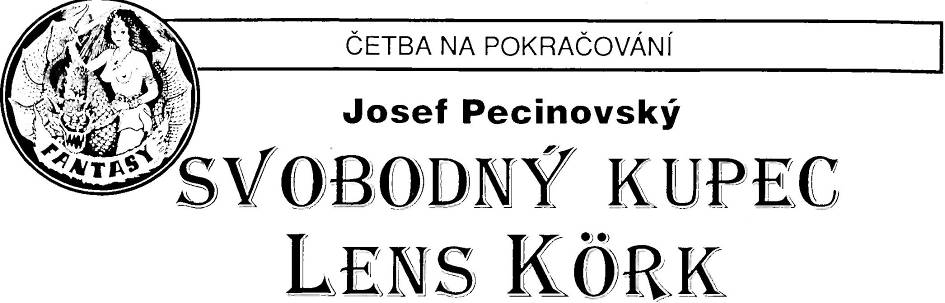 ČETBA NA POKRAČOVÁNÍ
FANTASY
Josef Pecinovský
SVOBODNÝ KUPEC
LENS KÖRK